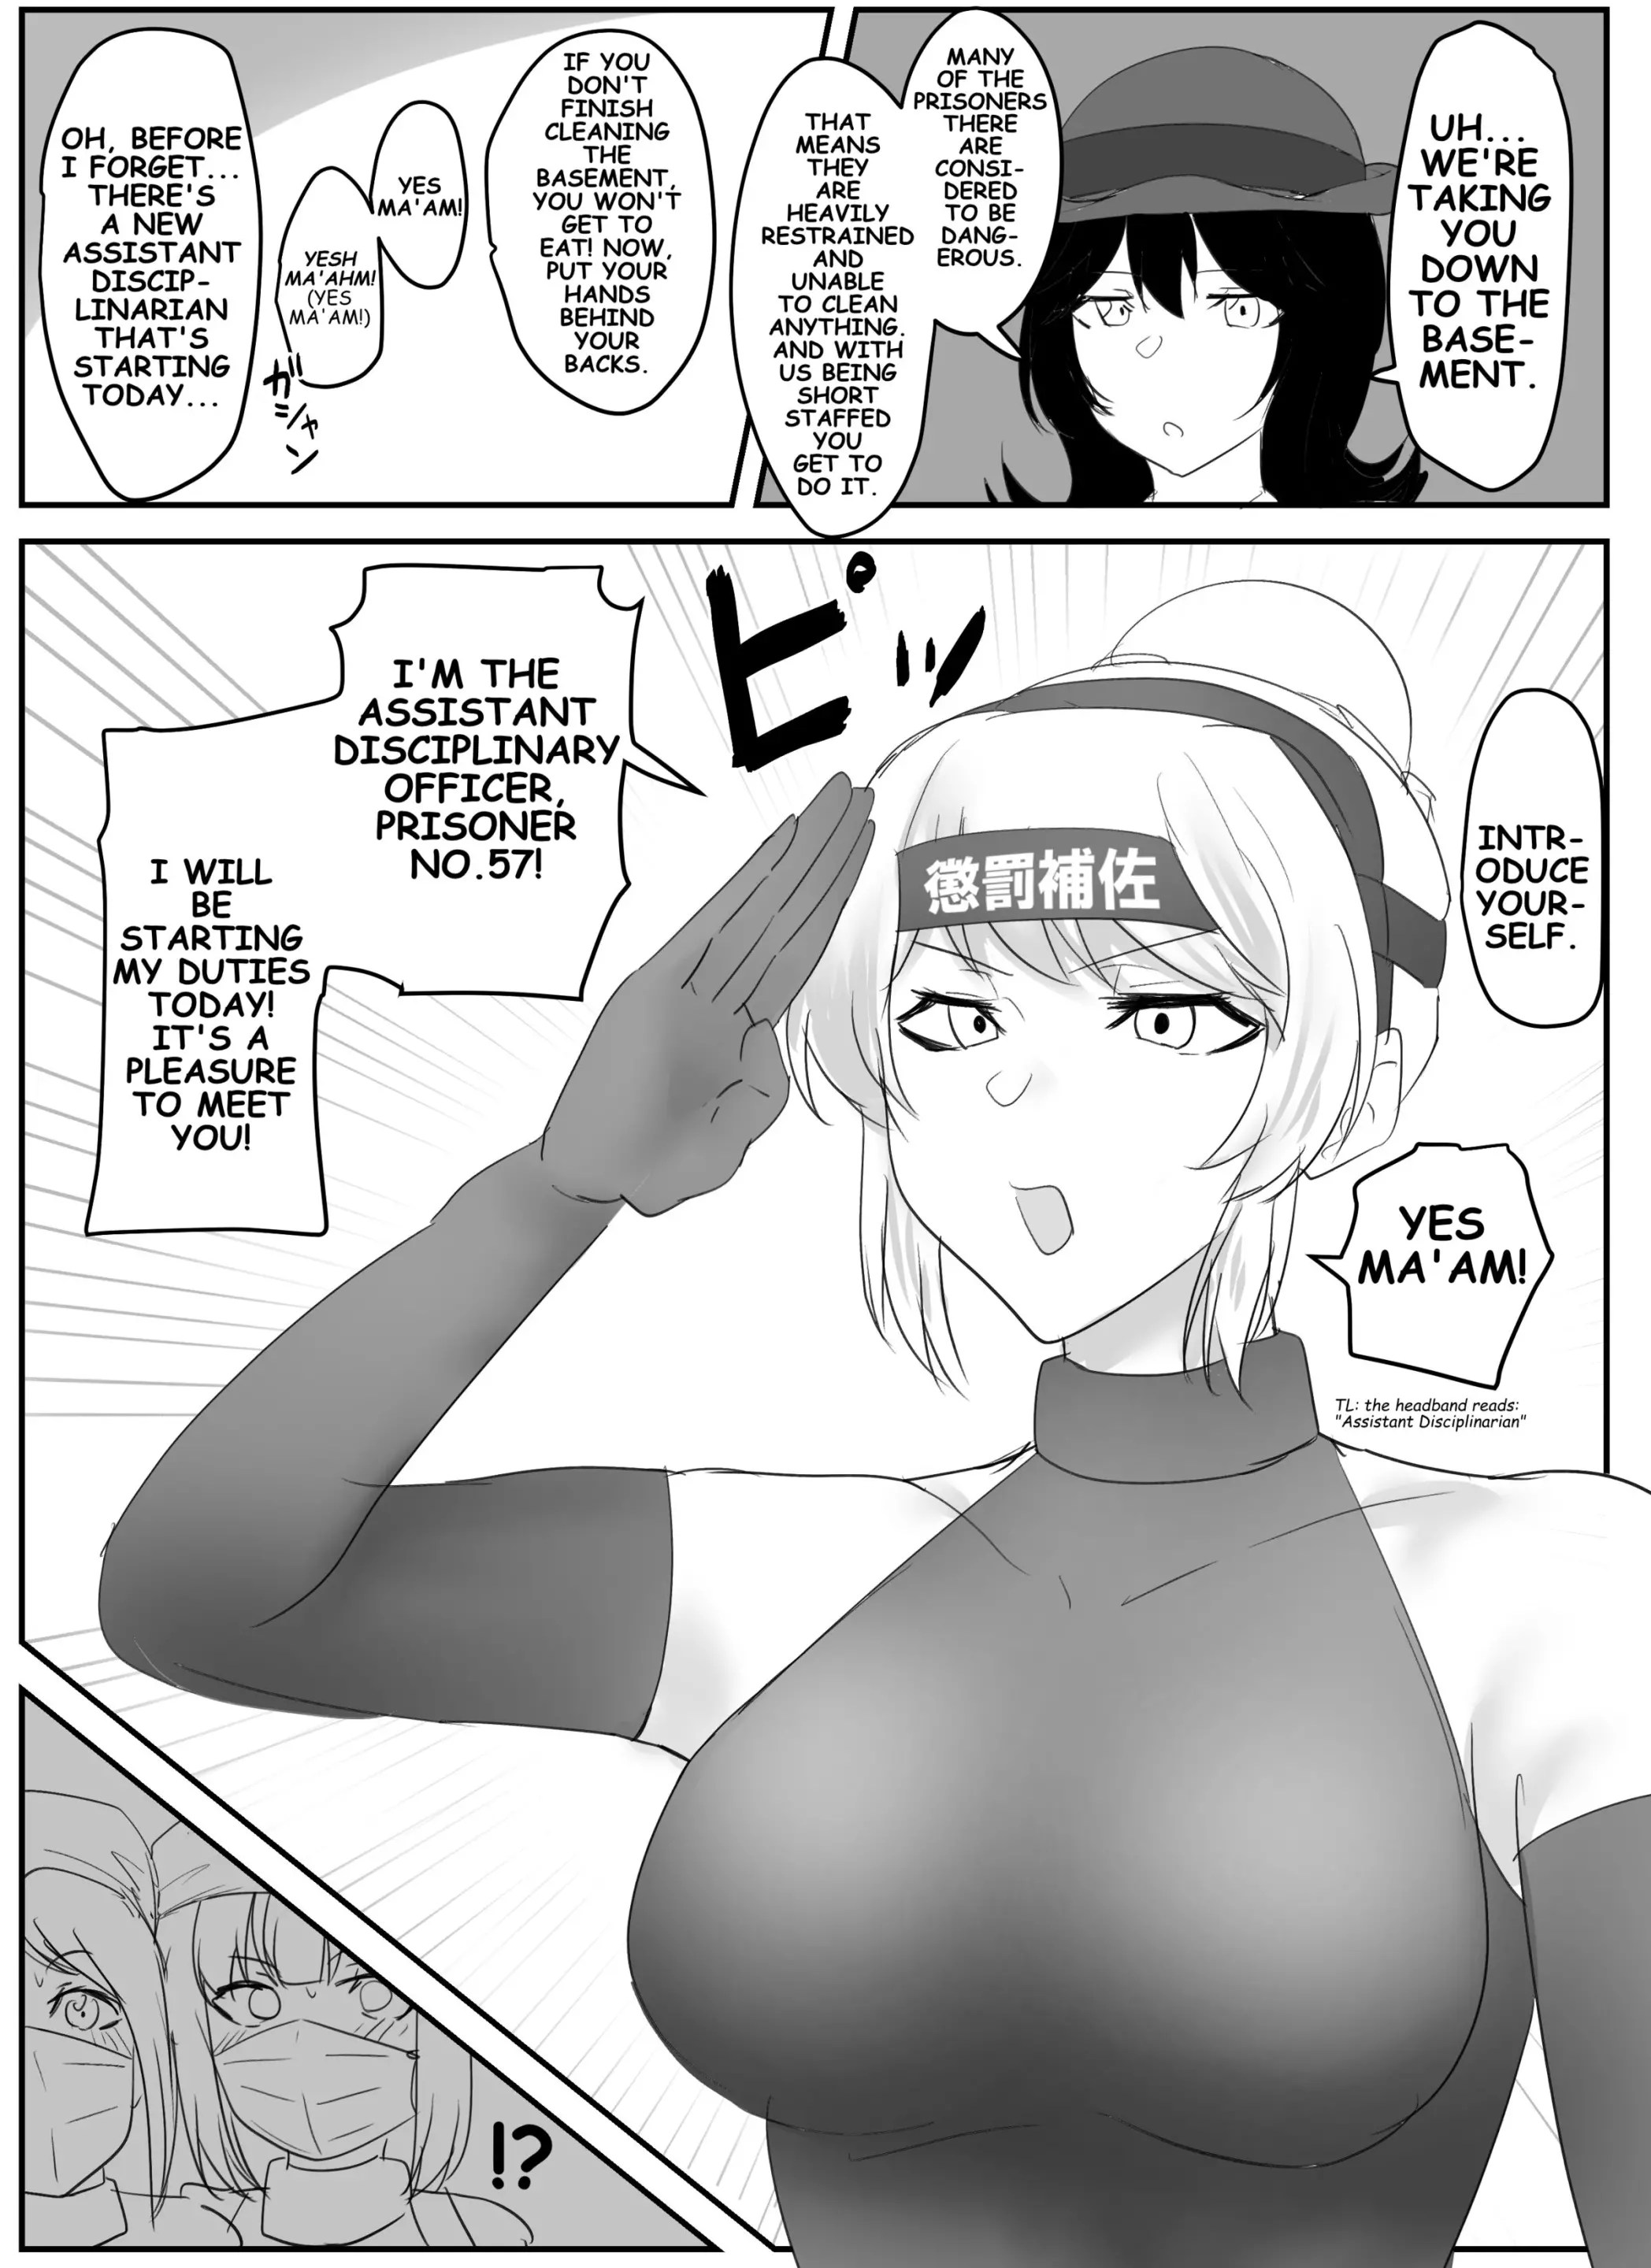 UH...
WE'RE
TAKING
YOU
DOWN
TO THE
BASE-
MENT.
MANY
OF THE
PRISONERS
THERE
ARE
CONSI-
DERED
TO BE
DANG-
EROUS.
THAT
MEANS
THEY
ARE
HEAVILY
RESTRAINED
AND
UNABLE
TO CLEAN
ANYTHING.
AND WITH
US BEING
SHORT
STAFFED
YOU
GET TO
DO IT.
IF YOU
DON'T
FINISH
CLEANING
THE
BASEMENT,
YOU WON'T
GET TO
EAT! NOW,
PUT YOUR
HANDS
BEHIND
YOUR
BACKS.
YES
MA'AM!
YESH
MA'AHM!
(YES
MA'AM!)
ガシャン
OH, BEFORE
I FORGET...
THERE'S
A NEW
ASSISTANT
DISCIP-
LINARIAN
THAT'S
STARTING
TODAY...
INTR-
ODUCE
YOUR-
SELF.
YES
MA'AM!
TL: the headband reads:
"Assistant Disciplinarian"
懲罰補佐
ピッ
I'M THE
ASSISTANT
DISCIPLINARY
OFFICER,
PRISONER
NO.57!
I WILL
BE
STARTING
MY DUTIES
TODAY!
IT'S A
PLEASURE
TO MEET
YOU!
!?